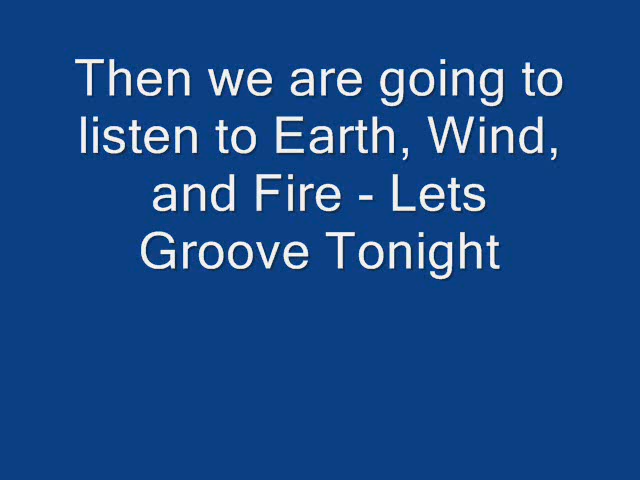 Then we are going to
listen to Earth, Wind,
and Fire - Lets
Groove Tonight